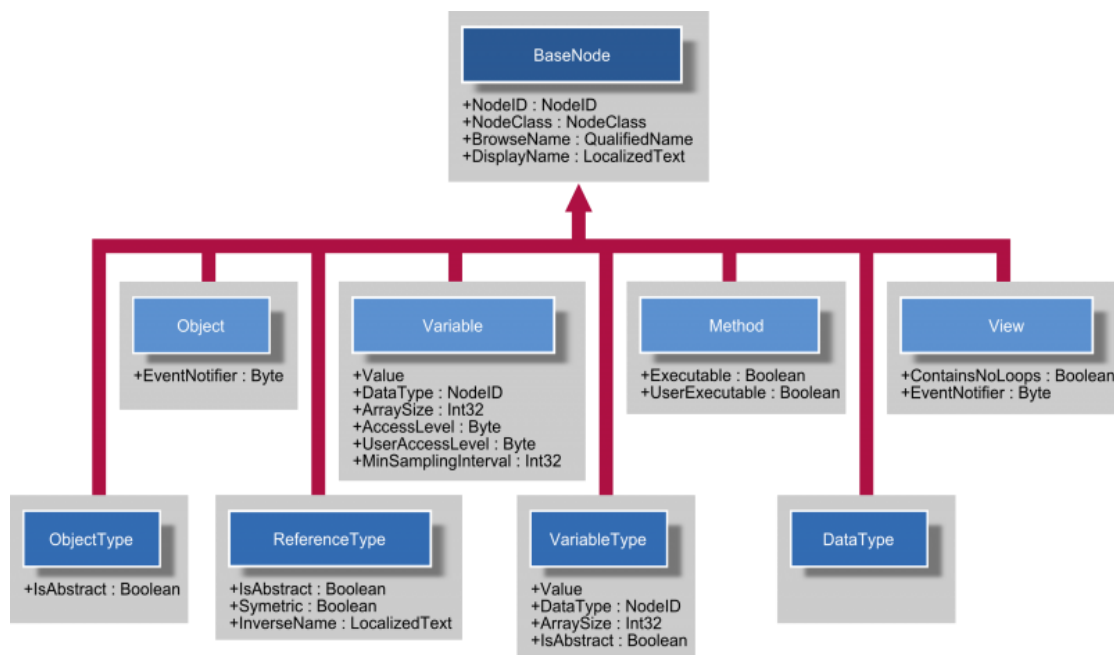 BaseNode
+NodeID : NodeID
+NodeClass : NodeClass
+BrowseName : QualifiedName
+DisplayName : LocalizedText
Object
+EventNotifier : Byte
Variable
+Value
+DataType : NodeID
+ArraySize : Int32
+AccessLevel : Byte
+UserAccessLevel : Byte
+MinSamplingInterval : Int32
Method
+Executable : Boolean
+UserExecutable : Boolean
View
+ContainsNoLoops : Boolean
+EventNotifier : Byte
ObjectType
+IsAbstract : Boolean
ReferenceType
+IsAbstract : Boolean
+Symetric : Boolean
+InverseName : LocalizedText
VariableType
+Value
+DataType : NodeID
+ArraySize : Int32
+IsAbstract : Boolean
DataType